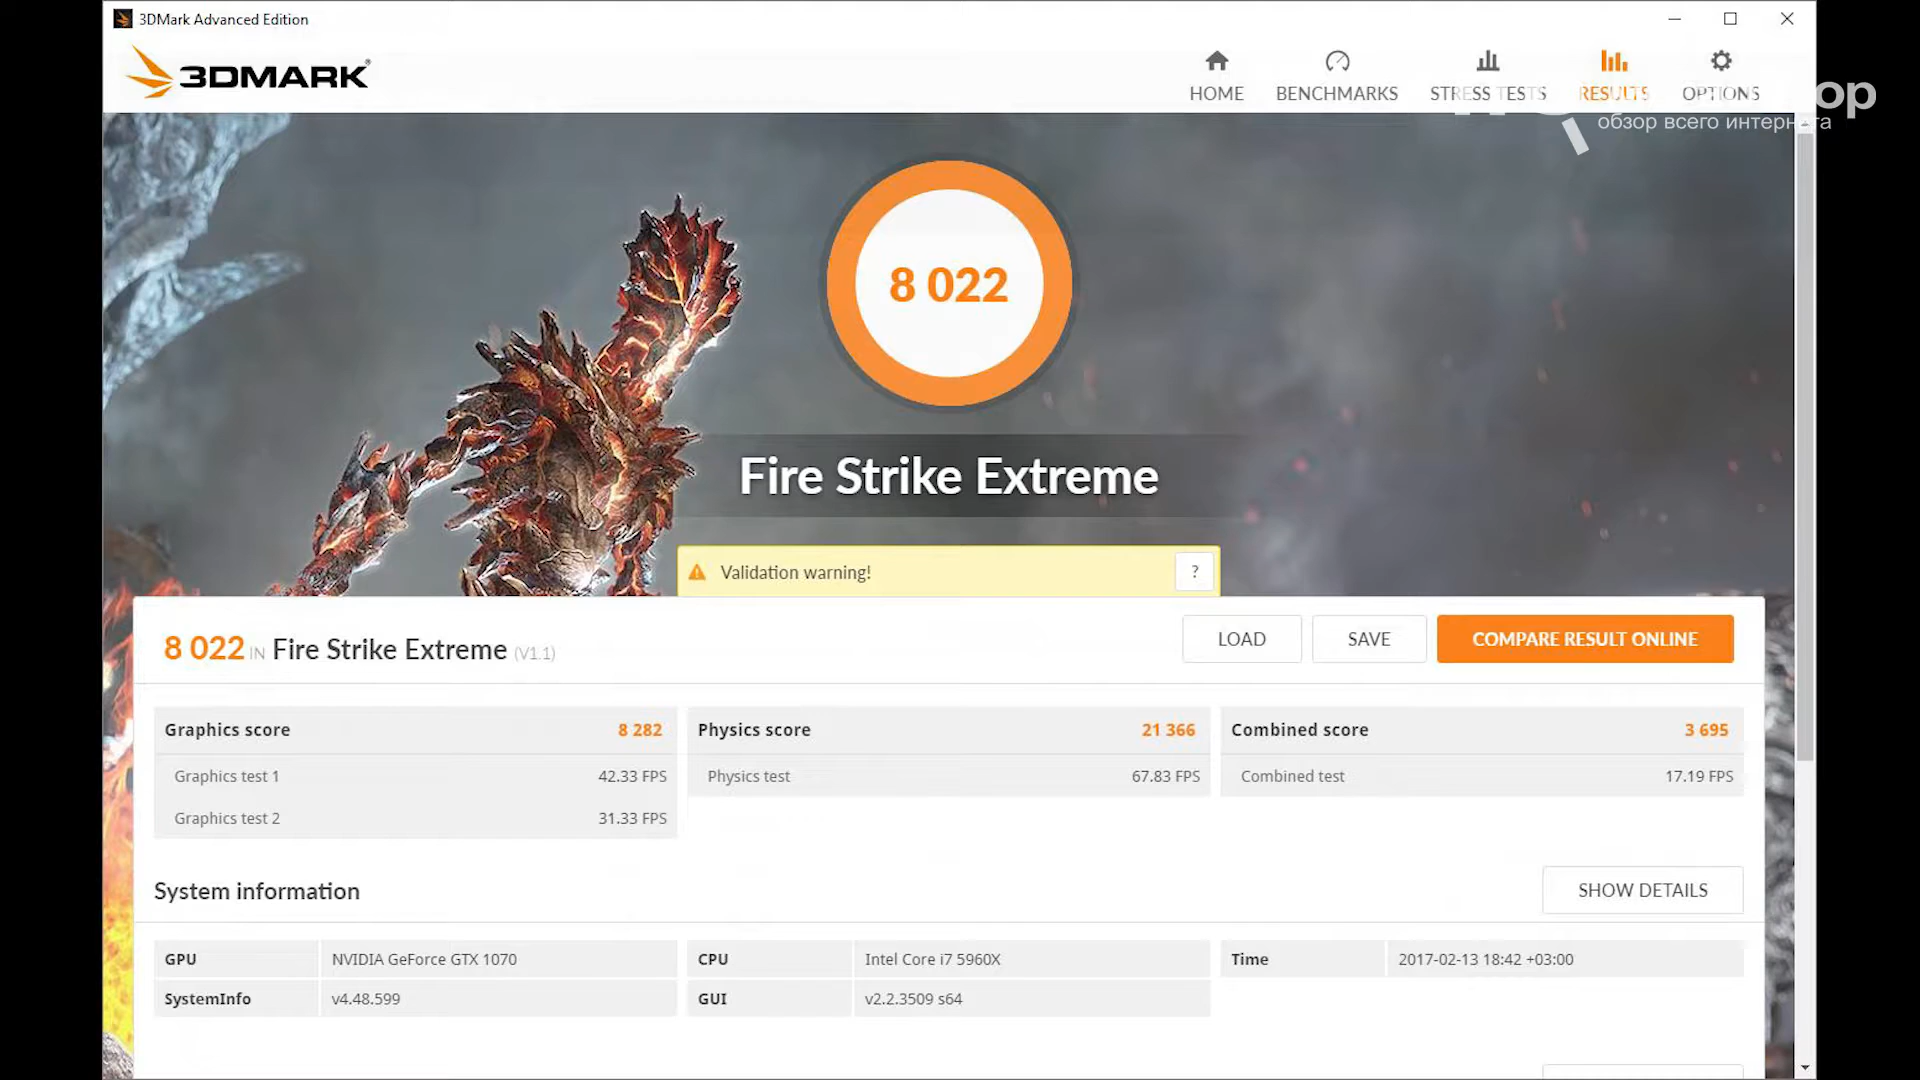 3DMark Advanced Edition
3DMARK®
HOME BENCHMARKS STRESS TESTS RESULTS OPTIONS
обзор всего интернета
8 022
Fire Strike Extreme
Validation warning! ?
8 022 IN Fire Strike Extreme (V1.1)
LOAD SAVE COMPARE RESULT ONLINE
Graphics score 8 282 Physics score 21 366 Combined score 3 695
Graphics test 1 42.33 FPS Physics test 67.83 FPS Combined test 17.19 FPS
Graphics test 2 31.33 FPS
System information SHOW DETAILS
GPU NVIDIA GeForce GTX 1070 CPU Intel Core i7 5960X Time 2017-02-13 18:42 +03:00
SystemInfo v4.48.599 GUI v2.2.3509 s64